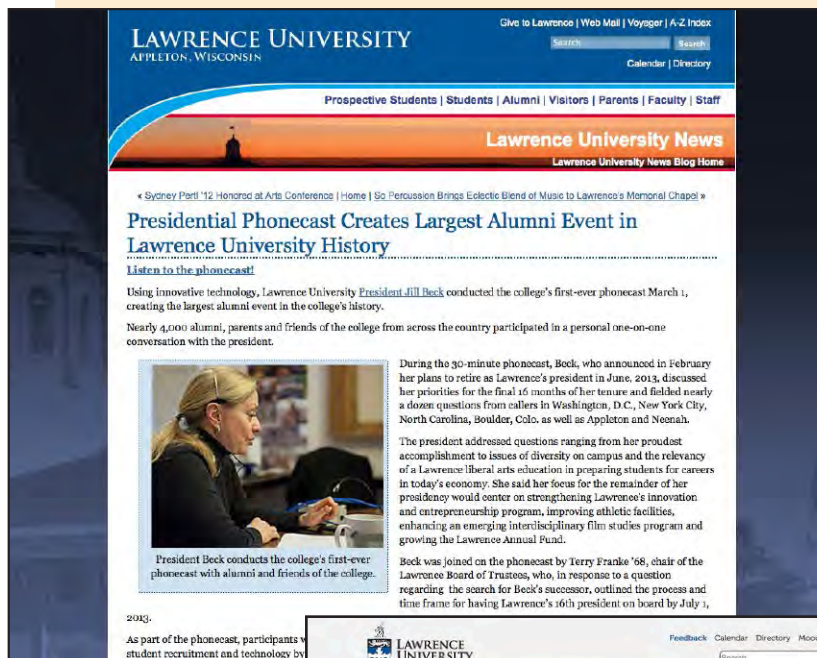 Give to Lawrence | Web Mail | Voyager | A-Z Index
LAWRENCE UNIVERSITY
APPLETON, WISCONSIN
Search Search
Calendar | Directory
Prospective Students | Students | Alumni | Visitors | Parents | Faculty | Staff
Lawrence University News
Lawrence University News Blog Home
« Sydney Pertl '12 Honored at Arts Conference | Home | So Percussion Brings Eclectic Blend of Music to Lawrence's Memorial Chapel »
Presidential Phonecast Creates Largest Alumni Event in
Lawrence University History
Listen to the phonecast!
Using innovative technology, Lawrence University President Jill Beck conducted the college's first-ever phonecast March 1,
creating the largest alumni event in the college's history.
Nearly 4,000 alumni, parents and friends of the college from across the country participated in a personal one-on-one
conversation with the president.
During the 30-minute phonecast, Beck, who announced in February
her plans to retire as Lawrence's president in June, 2013, discussed
her priorities for the final 16 months of her tenure and fielded nearly
a dozen questions from callers in Washington, D.C., New York City,
North Carolina, Boulder, Colo. as well as Appleton and Neenah.
The president addressed questions ranging from her proudest
accomplishment to issues of diversity on campus and the relevancy
of a Lawrence liberal arts education in preparing students for careers
in today's economy. She said her focus for the remainder of her
presidency would center on strengthening Lawrence's innovation
and entrepreneurship program, improving athletic facilities,
enhancing an emerging interdisciplinary film studies program and
growing the Lawrence Annual Fund.
President Beck conducts the college's first-ever
phonecast with alumni and friends of the college.
Beck was joined on the phonecast by Terry Franke '68, chair of the
Lawrence Board of Trustees, who, in response to a question
regarding the search for Beck's successor, outlined the process and
time frame for having Lawrence's 16th president on board by July 1,
2013.
As part of the phonecast, participants
student recruitment and technology by
LAWRENCE
UNIVERSITY
Feedback Calendar Directory
Search